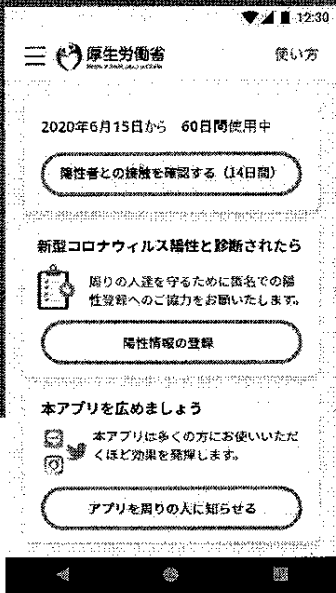 12:30
厚生労働省
使い方
2020年6月15日から 60日間使用中
陽性者との接触を確認する（14日間）
新型コロナウィルス陽性と診断されたら
周りの人達を守るために匿名での陽
性登録へのご協力をお願いいたします。
陽性情報の登録
本アプリを広めましょう
本アプリは多くの方にお使いいただ
くほど効果を発揮します。
アプリを周りの人に知らせる